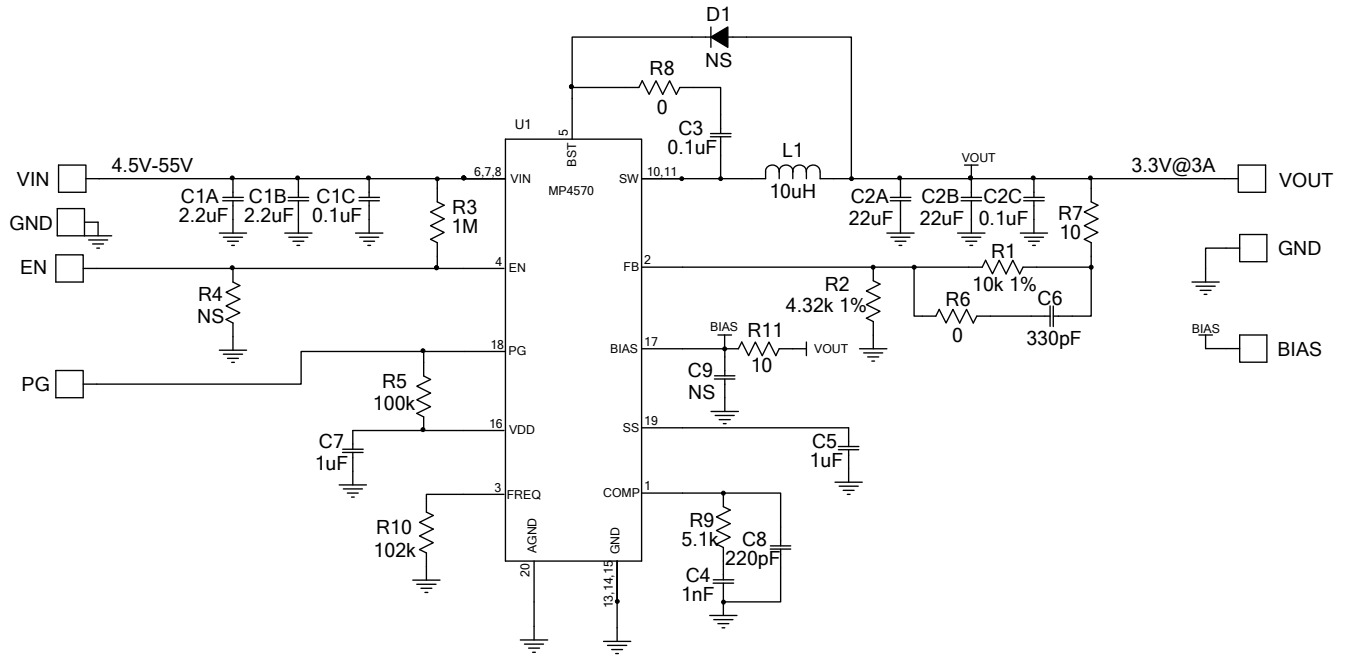 D1
NS
R8
0
U1
5
BST
C3
0.1uF
L1
10uH
VOUT
VIN
4.5V-55V
6,7,8
VIN
MP4570
SW
10,11
3.3V@3A
VOUT
C1A
2.2uF
C1B
2.2uF
C1C
0.1uF
R3
1M
C2A
22uF
C2B
22uF
C2C
0.1uF
R7
10
GND
GND
EN
4
EN
FB
2
R1
10k 1%
R4
NS
R2
4.32k 1%
R6
0
C6
330pF
18
PG
BIAS
17
BIAS
R11
10
VOUT
BIAS
BIAS
PG
R5
100k
C9
NS
16
VDD
SS
19
C7
1uF
C5
1uF
3
FREQ
COMP
1
R10
102k
R9
5.1k
C8
220pF
C4
1nF
AGND
20
GND
13,14,15